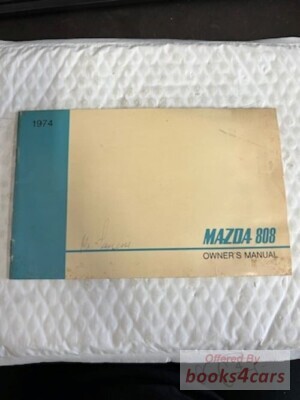 1974
MAZDA 808
OWNER'S MANUAL
Offered By
books4cars